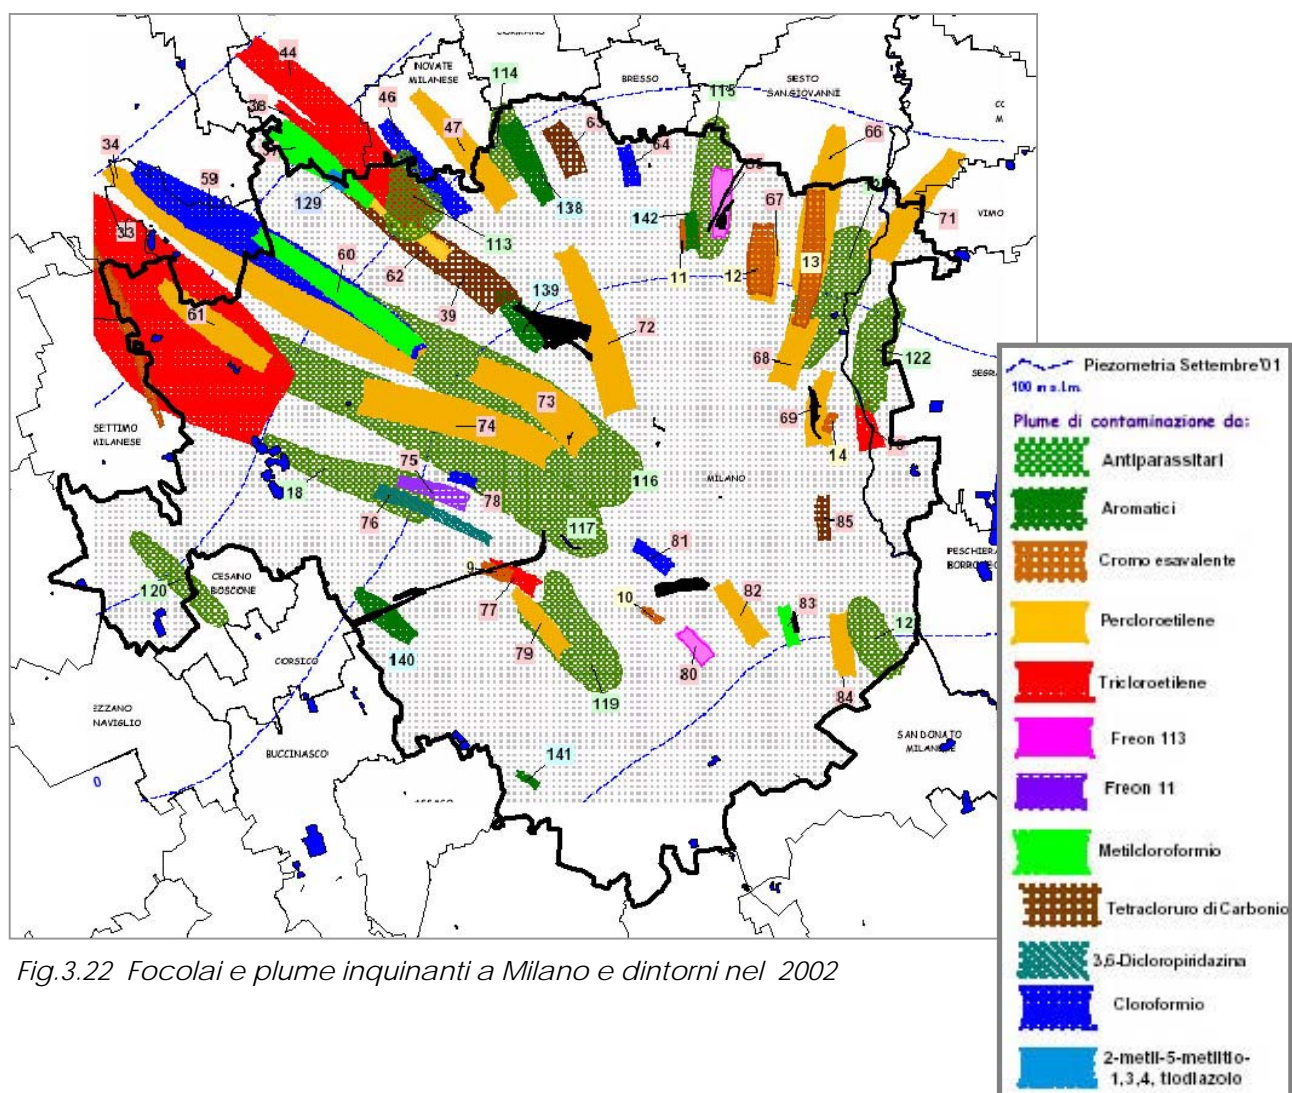 44
CORMANO
NOVATE
MILANESE
114
BRESSO
SESTO
SAN GIOVANNI
115
38
46
47
63
64
66
34
59
129
138
142
67
71
VIMO
33
113
60
62
11
12
13
61
39
139
72
68
122
Piezometria Settembre'01
100 m s.l.m.
SEGRA
SETTIMO
MILANESE
73
74
69
14
Plume di contaminazione da:
75
18
78
116
MILANO
Antiparassitari
76
117
85
Aromatici
81
PESCHIERA
BORROMEO
Cromo esavalente
120
CESANO
BOSCONE
9
77
10
82
83
12
Percloroetilene
CORSICO
140
79
80
84
119
Tricloroetilene
EZZANO
NAVIGLIO
BUCCINASCO
141
SAN DONATO
MILANESE
Freon 113
0
Freon 11
Metilcloroformio
Tetracloruro di Carbonio
3,6-Dicloropiridazina
Cloroformio
2-metil-5-metiltio-
1,3,4, tiodiazolo
Fig.3.22 Focolai e plume inquinanti a Milano e dintorni nel 2002